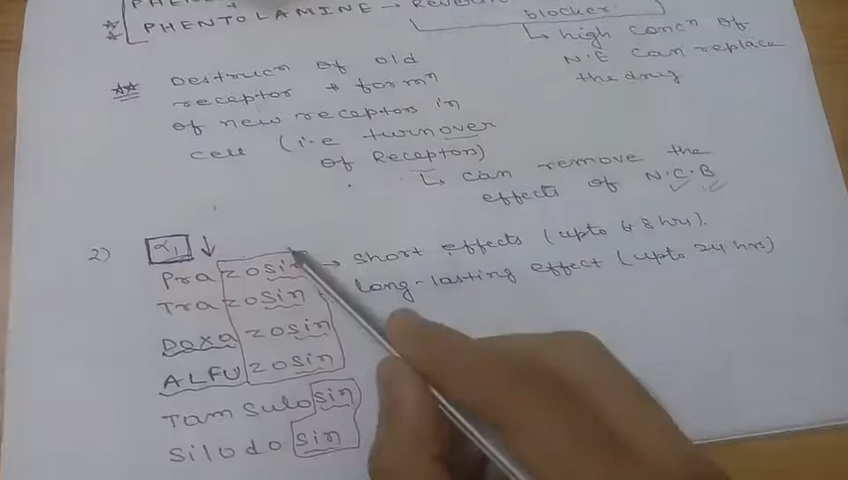 PHENTOLAMINE →
blocker.
↳ high concn of
N.E can replace
the drug
** Destrucn of old
receptor + formn
of new receptors in
cell (i.e turnover
of Receptors)
↳ can remove the
effects of N.C.B
2) α1 ↓
Prazosin → short effects (upto 6-8 hrs).
Trazosin long-lasting effect (upto 24 hrs)
Doxazosin
ALFUzosin
Tamsulosin
Silodosin